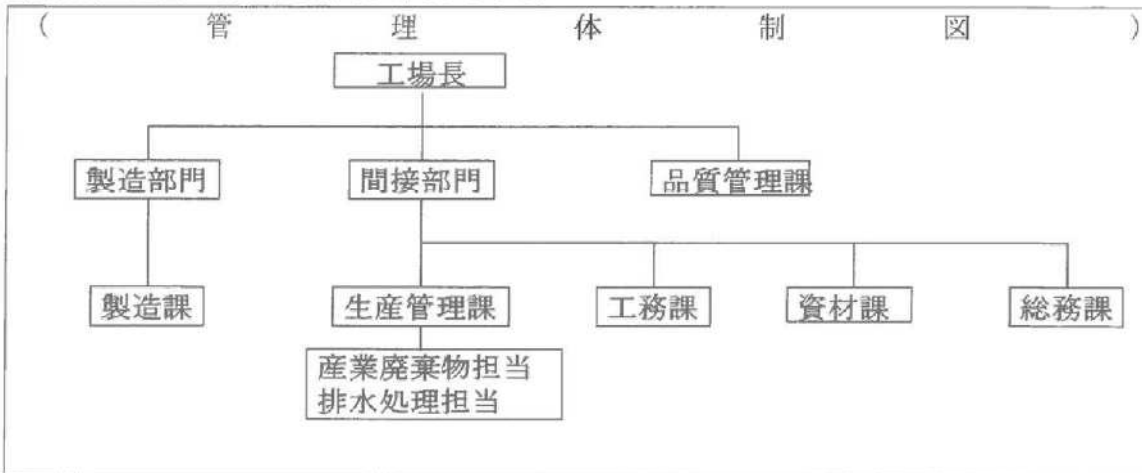 （管理体制図）
工場長
製造部門 間接部門 品質管理課
製造課 生産管理課 工務課 資材課 総務課
産業廃棄物担当
排水処理担当